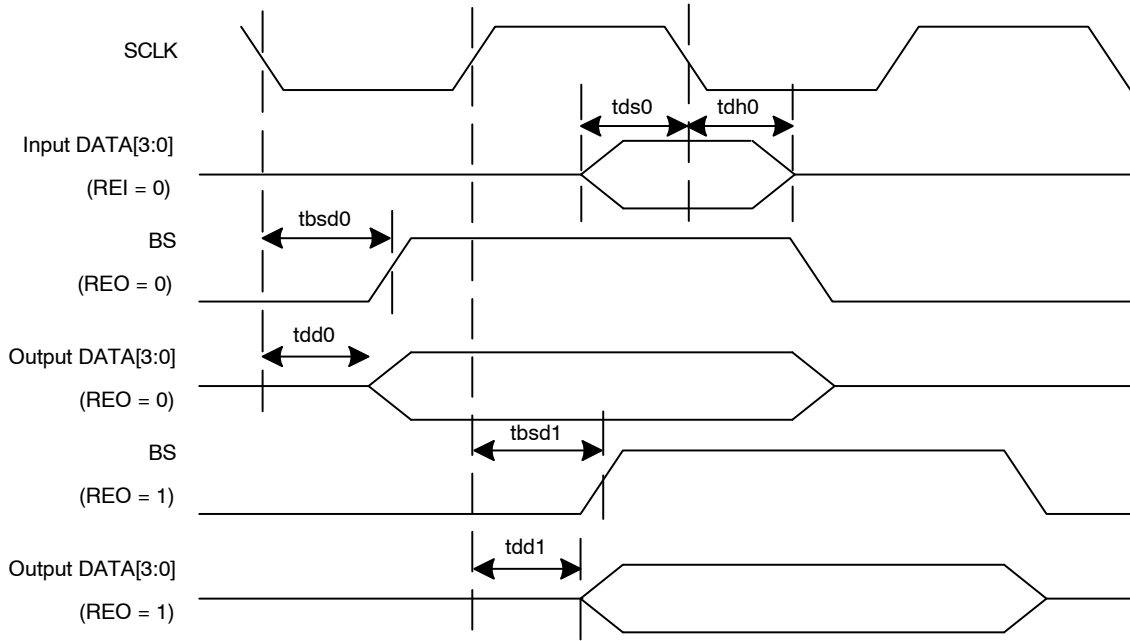 SCLK
tds0
tdh0
Input DATA[3:0]
(REI = 0)
tbsd0
BS
(REO = 0)
tdd0
Output DATA[3:0]
(REO = 0)
tbsd1
BS
(REO = 1)
tdd1
Output DATA[3:0]
(REO = 1)